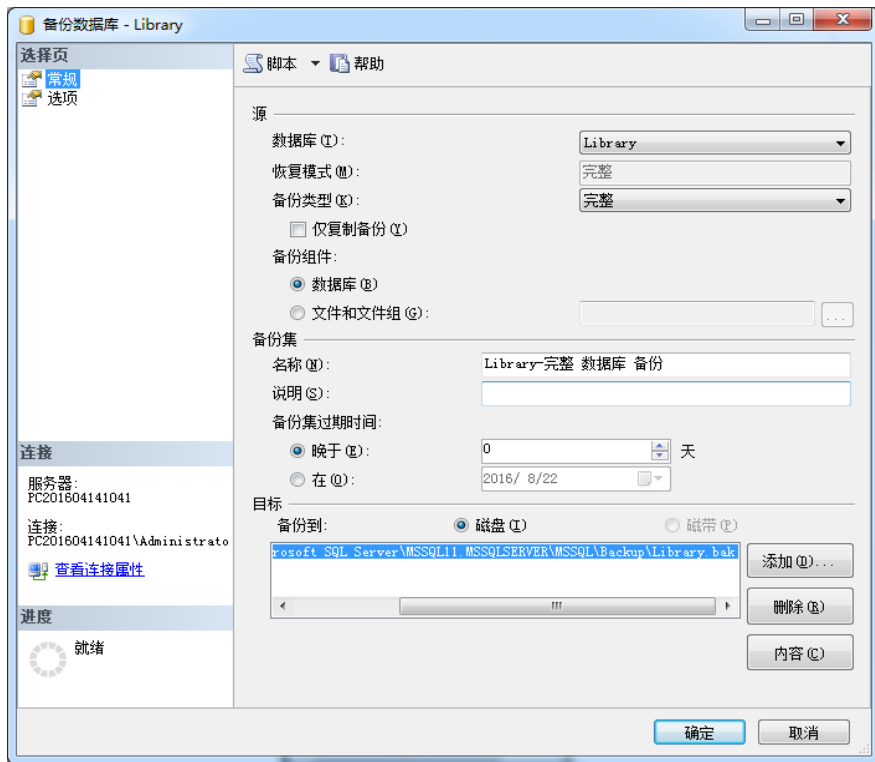 备份数据库 - Library
选择页
常规
选项
脚本 帮助
源
数据库(T): Library
恢复模式(M): 完整
备份类型(K): 完整
仅复制备份(Y)
备份组件:
数据库(B)
文件和文件组(G): ...
备份集
名称(N): Library-完整 数据库 备份
说明(S):
备份集过期时间:
晚于(E): 0 天
在(O): 2016/ 8/22
目标
备份到: 磁盘(I) 磁带(P)
rosoft SQL Server\MSSQL11.MSSQLSERVER\MSSQL\Backup\Library.bak
添加(D)...
删除(R)
内容(C)
连接
服务器:
PC201604141041
连接:
PC201604141041\Administrato
查看连接属性
进度
就绪
确定 取消